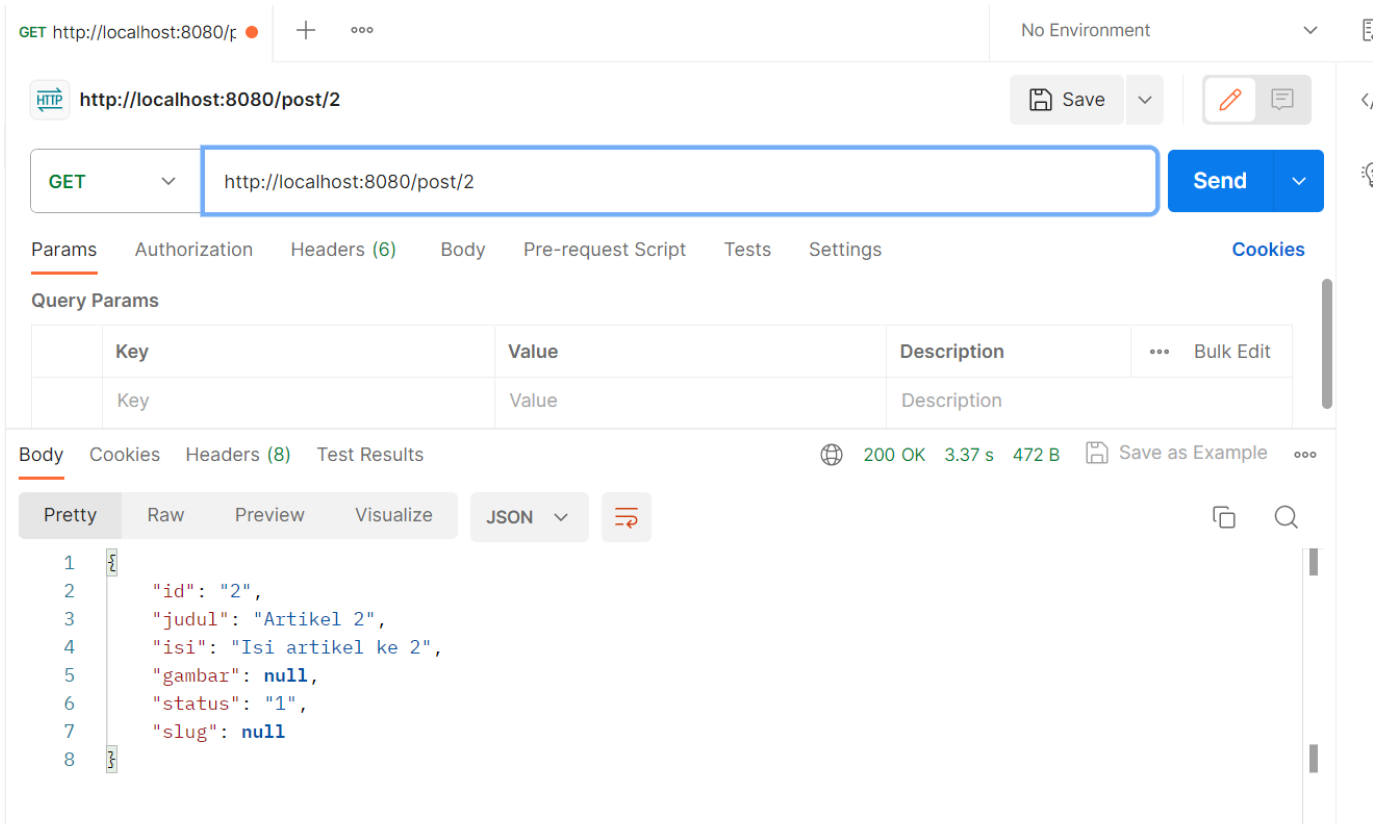 GET http://localhost:8080/p
No Environment
HTTP http://localhost:8080/post/2
Save
GET http://localhost:8080/post/2 Send
Params Authorization Headers (6) Body Pre-request Script Tests Settings Cookies
Query Params
Key Value Description Bulk Edit
Key Value Description
Body Cookies Headers (8) Test Results 200 OK 3.37 s 472 B Save as Example
Pretty Raw Preview Visualize JSON
1 {
2 "id": "2",
3 "judul": "Artikel 2",
4 "isi": "Isi artikel ke 2",
5 "gambar": null,
6 "status": "1",
7 "slug": null
8 }